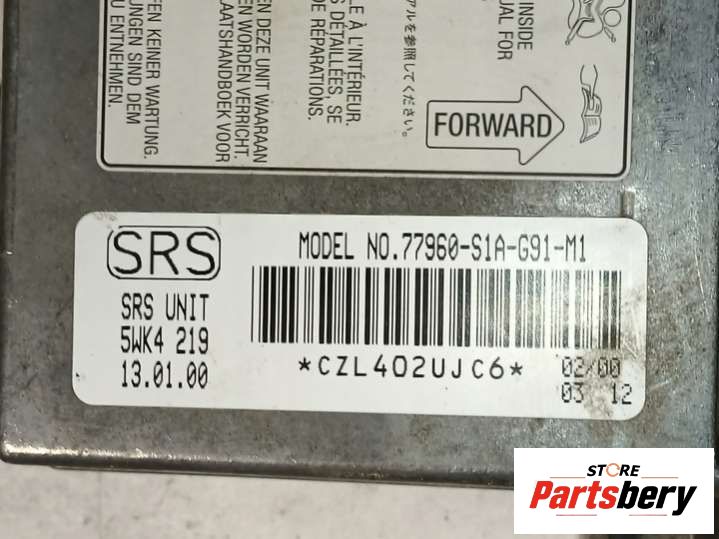 FEN KEINER WARTUNG.
UNGEN SIND DEM
U ENTNEHMEN.
EN DEZE UNIT WAARAAN
EN WORDEN VERRICHT.
LAATSHANDBOEK VOOR
LE À L'INTÉRIEUR.
S DÉTAILLÉES, SE
DE RÉPARATIONS.
アルを参照してください。
INSIDE
UAL FOR
FORWARD
SRS
SRS UNIT
5WK4 219
13.01.00
MODEL NO.77960-S1A-G91-M1
*CZL402UJC6*
02/00
03 12
STORE
Partsbery